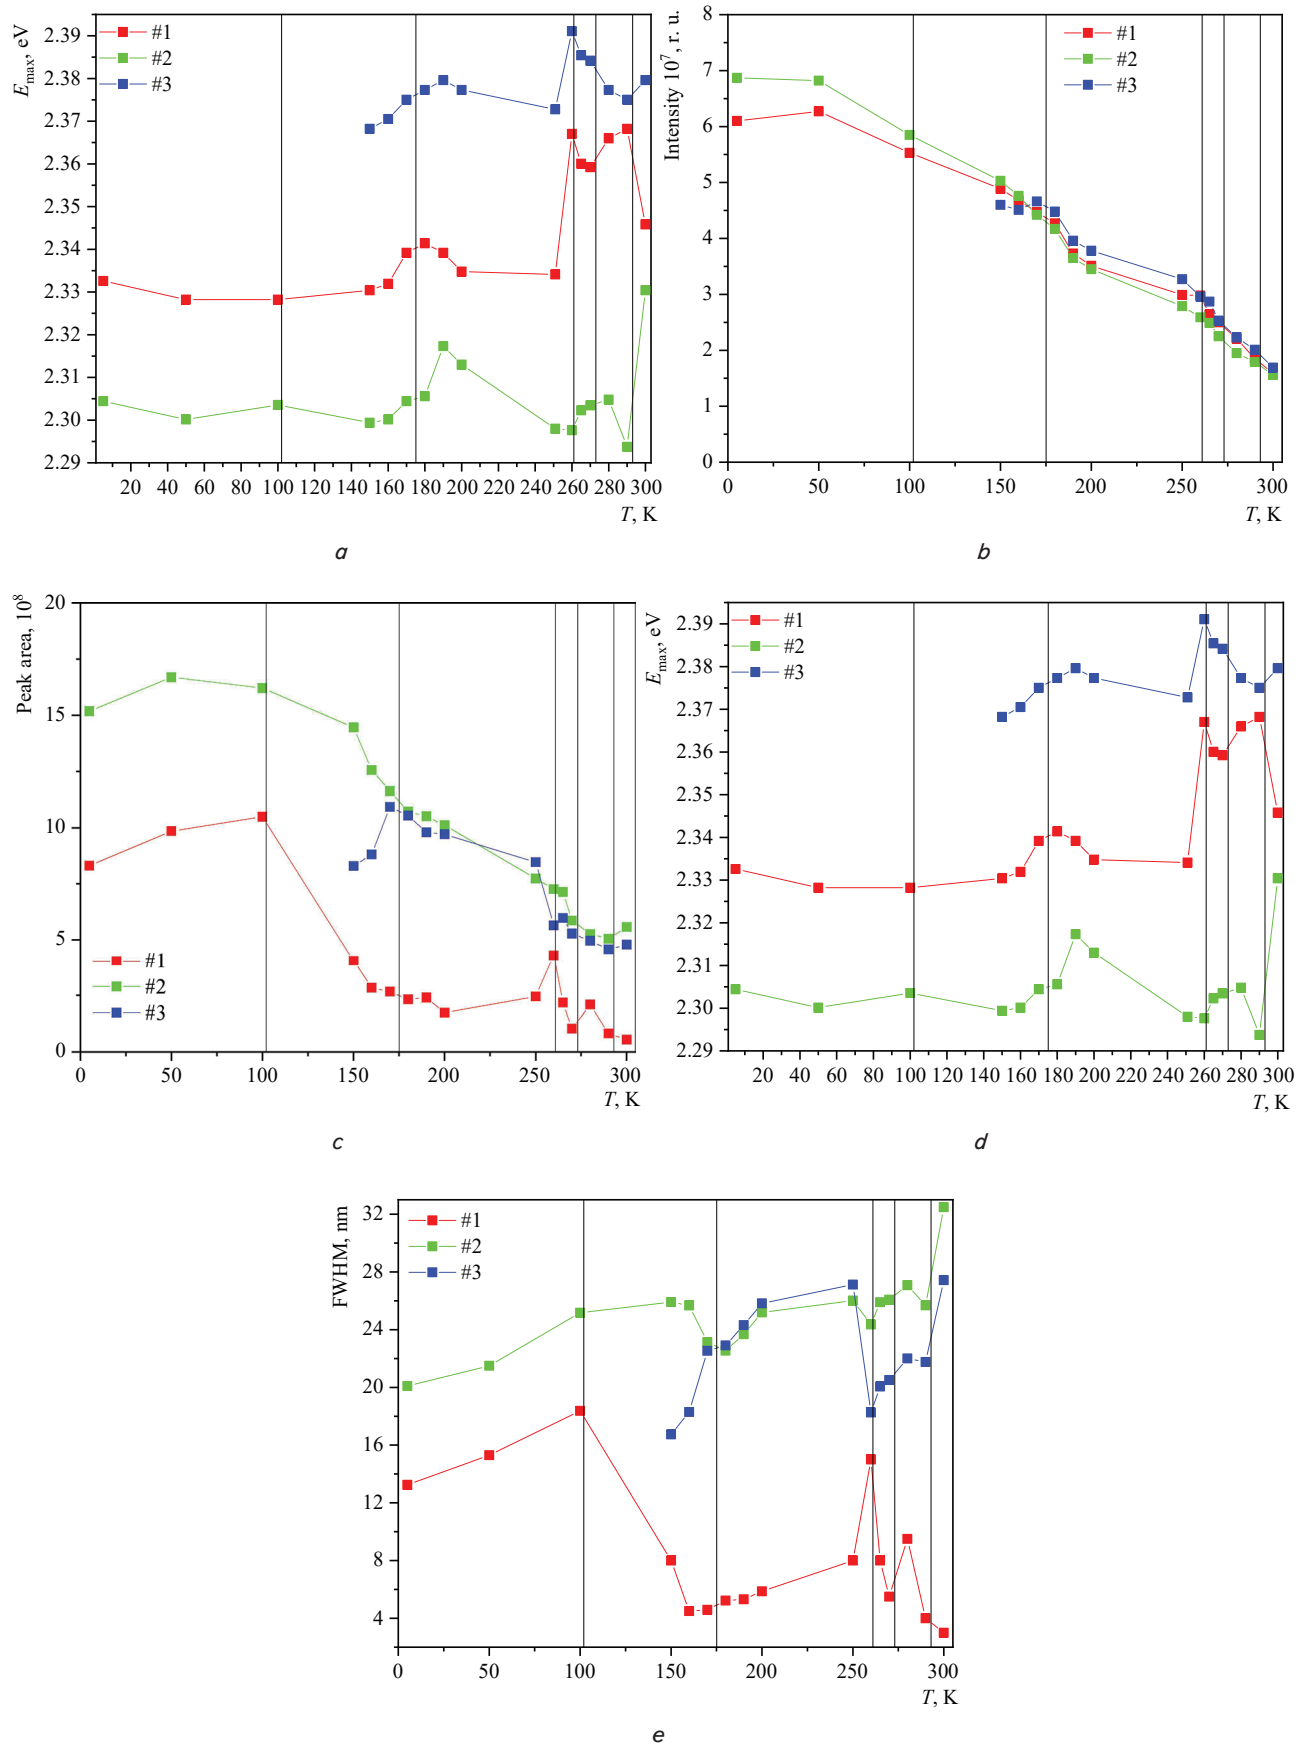 E_max, eV
2.39
2.38
2.37
2.36
2.35
2.34
2.33
2.32
2.31
2.30
2.29
#1
#2
#3
20 40 60 80 100 120 140 160 180 200 220 240 260 280 300
T, K
a
Intensity 10^7, r. u.
8
7
6
5
4
3
2
1
0
#1
#2
#3
0 50 100 150 200 250 300
T, K
b
Peak area, 10^8
20
15
10
5
0
#1
#2
#3
0 50 100 150 200 250 300
T, K
c
E_max, eV
2.39
2.38
2.37
2.36
2.35
2.34
2.33
2.32
2.31
2.30
2.29
#1
#2
#3
20 40 60 80 100 120 140 160 180 200 220 240 260 280 300
T, K
d
FWHM, nm
32
28
24
20
16
12
8
4
#1
#2
#3
0 50 100 150 200 250 300
T, K
e